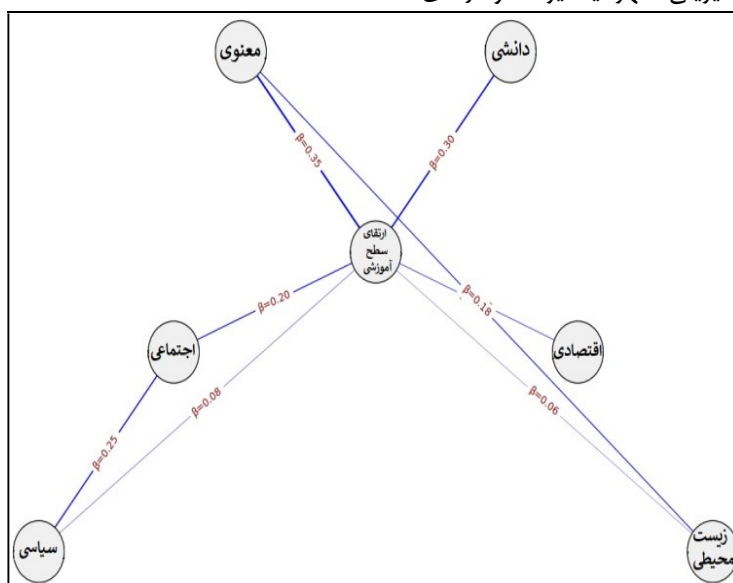 معنوی
دانشی
β=0.35
β=0.30
ارتقای
سطح
آموزشی
β=0.20
β=0.18
اجتماعی
اقتصادی
β=0.08
β=0.06
β=0.25
سیاسی
زیست
محیطی